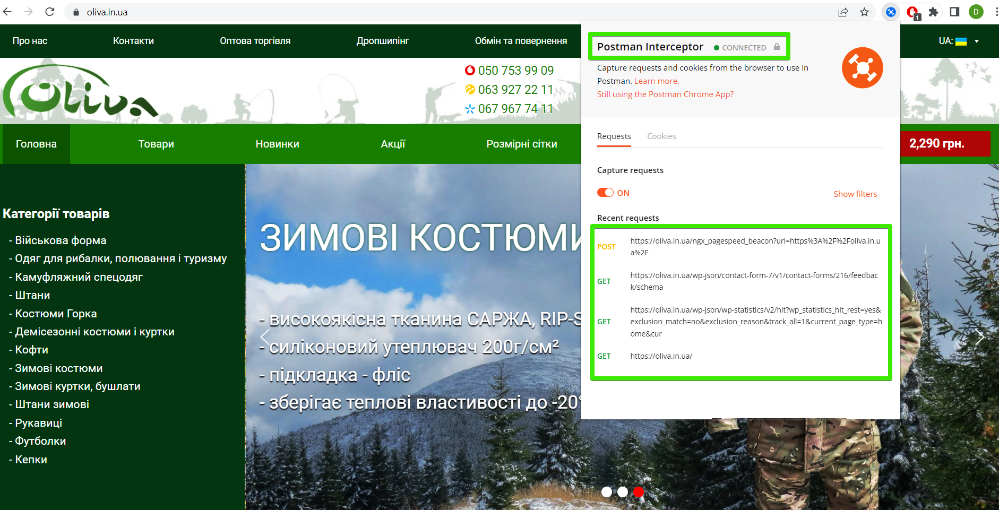 oliva.in.ua
1
D
Про нас
Контакти
Оптова торгівля
Дропшипінг
Обмін та повернення
UA:
Oliva
050 753 99 09
063 927 22 11
067 967 74 11
Головна
Товари
Новинки
Акції
Розмірні сітки
2,290 грн.
Категорії товарів
- Військова форма
- Одяг для рибалки, полювання і туризму
- Камуфляжний спецодяг
- Штани
- Костюми Горка
- Демісезонні костюми і куртки
- Кофти
- Зимові костюми
- Зимові куртки, бушлати
- Штани зимові
- Рукавиці
- Футболки
- Кепки
ЗИМОВІ КОСТЮМИ
- високоякісна тканина САРЖА, RIP-S
- силіконовий утеплювач 200г/см²
- підкладка - фліс
- зберігає теплові властивості до -20°
Postman Interceptor
CONNECTED
Capture requests and cookies from the browser to use in
Postman. Learn more.
Still using the Postman Chrome App?
Requests
Cookies
Capture requests
ON
Show filters
Recent requests
POST
https://oliva.in.ua/ngx_pagespeed_beacon?url=https%3A%2F%2Foliva.in.u
a%2F
GET
https://oliva.in.ua/wp-json/contact-form-7/v1/contact-forms/216/feedbac
k/schema
GET
https://oliva.in.ua/wp-json/wp-statistics/v2/hit?wp_statistics_hit_rest=yes&
exclusion_match=no&exclusion_reason&track_all=1&current_page_type=h
ome&cur
GET
https://oliva.in.ua/